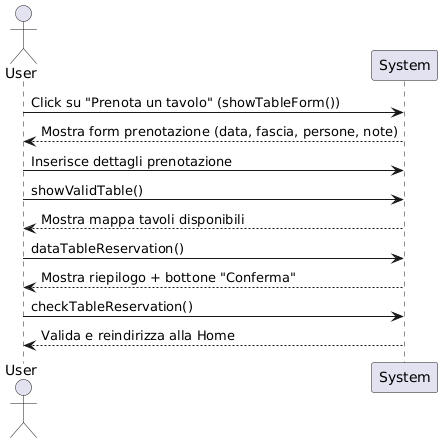 User
System
Click su "Prenota un tavolo" (showTableForm())
Mostra form prenotazione (data, fascia, persone, note)
Inserisce dettagli prenotazione
showValidTable()
Mostra mappa tavoli disponibili
dataTableReservation()
Mostra riepilogo + bottone "Conferma"
checkTableReservation()
Valida e reindirizza alla Home
User
System